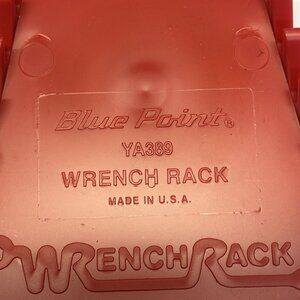 Blue Point®
YA389
WRENCH RACK
MADE IN U.S.A.
WRENCHRACK